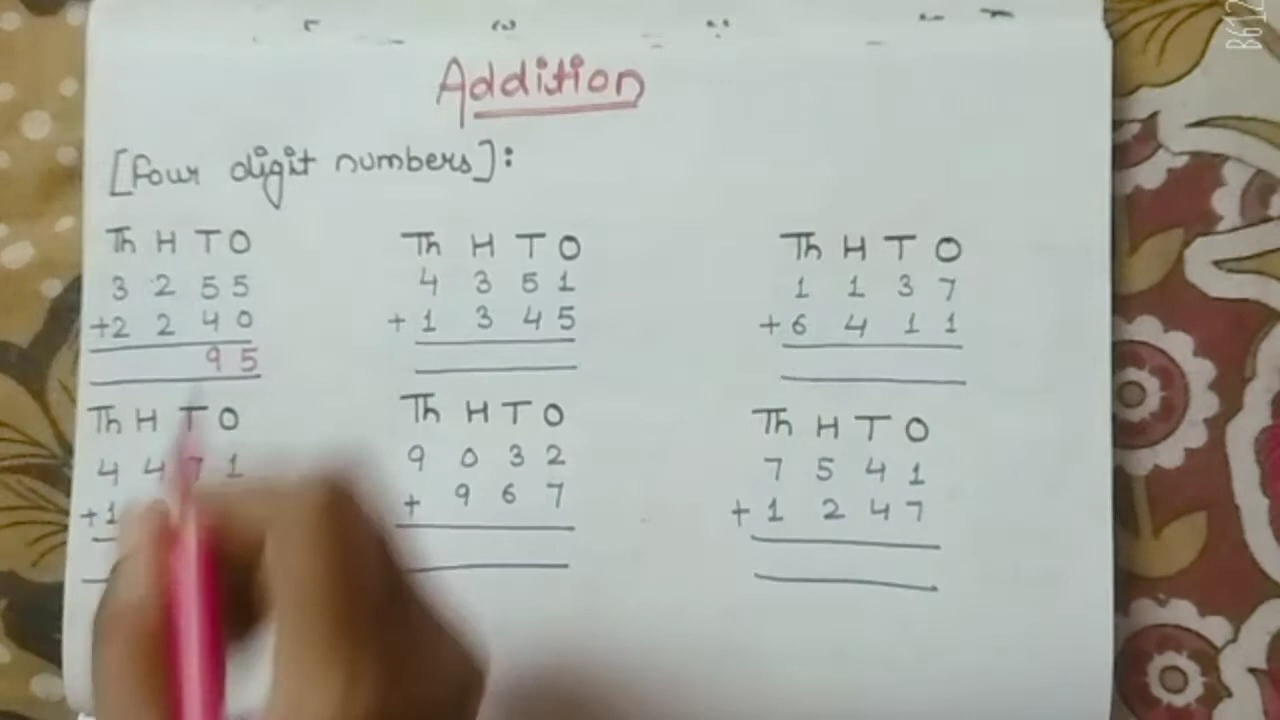 Addition
[Four digit numbers]:
Th H T O
3 2 5 5
+2 2 4 0
9 5
Th H T O
4 3 5 1
+ 1 3 4 5
Th H T O
1 1 3 7
+ 6 4 1 1
Th H T O
4 4 7 1
+1
Th H T O
9 0 3 2
+ 9 6 7
Th H T O
7 5 4 1
+ 1 2 4 7
B612